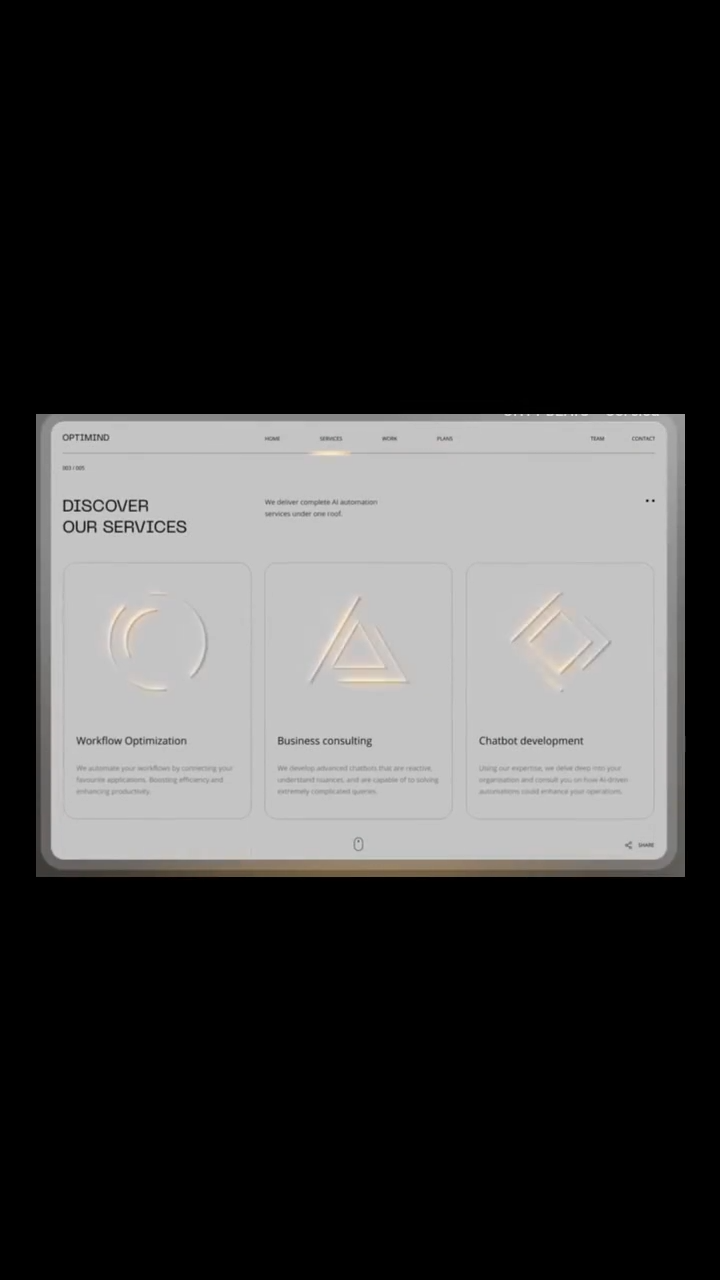 OPTIMIND
HOME SERVICES WORK PLANS TEAM CONTACT
003 / 005
DISCOVER
OUR SERVICES
We deliver complete AI automation
services under one roof.
Workflow Optimization
We automate your workflows by connecting your
favourite applications. Boosting efficiency and
enhancing productivity.
Business consulting
We develop advanced chatbots that are reactive,
understand nuances, and are capable of to solving
extremely complicated queries.
Chatbot development
Using our expertise, we delve deep into your
organization and consult you on how AI-driven
automations could enhance your operations.
SHARE